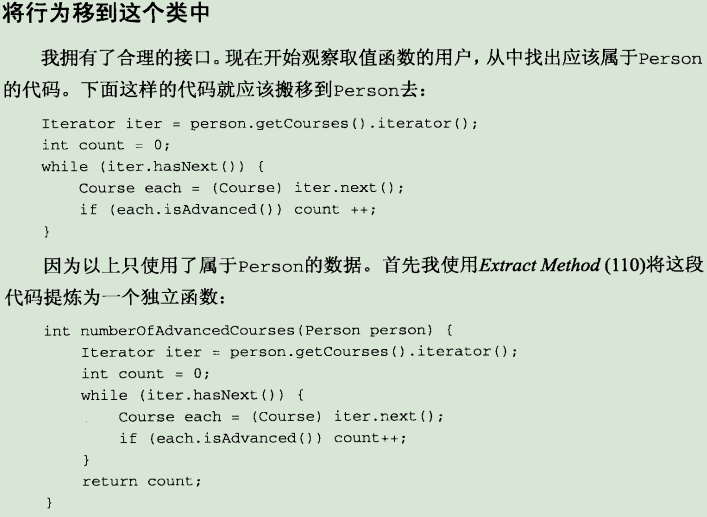 将行为移到这个类中
我拥有了合理的接口。现在开始观察取值函数的用户，从中找出应该属于Person
的代码。下面这样的代码就应该搬移到Person去：
Iterator iter = person.getCourses().iterator();
int count = 0;
while (iter.hasNext()) {
    Course each = (Course) iter.next();
    if (each.isAdvanced()) count ++;
}
因为以上只使用了属于Person的数据。首先我使用Extract Method (110)将这段
代码提炼为一个独立函数：
int numberOfAdvancedCourses(Person person) {
    Iterator iter = person.getCourses().iterator();
    int count = 0;
    while (iter.hasNext()) {
        Course each = (Course) iter.next();
        if (each.isAdvanced()) count++;
    }
    return count;
}